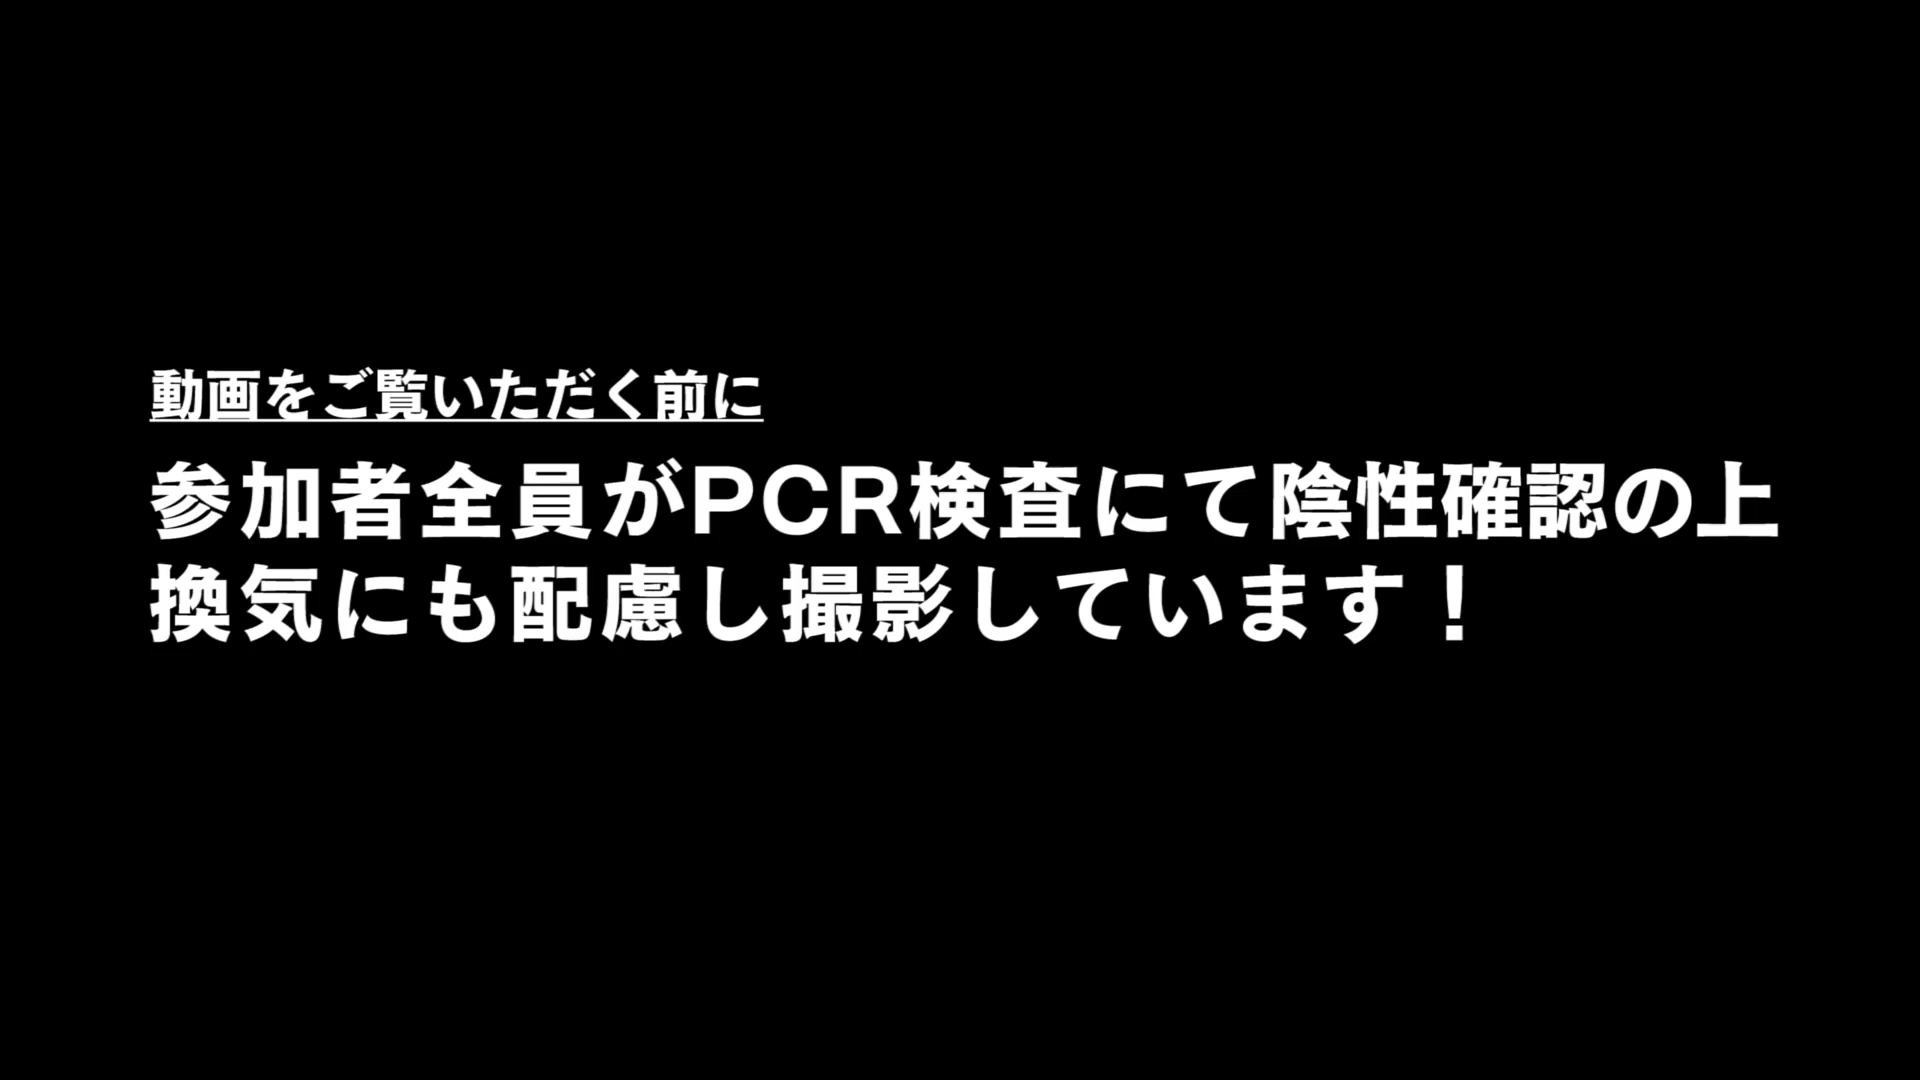 動画をご覧いただく前に
参加者全員がPCR検査にて陰性確認の上
換気にも配慮し撮影しています！